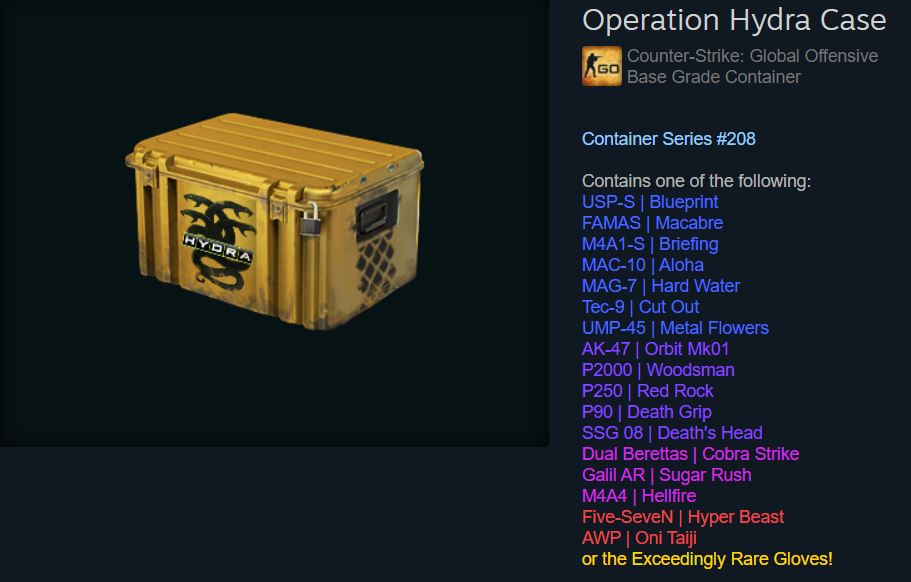 Operation Hydra Case
GO
Counter-Strike: Global Offensive
Base Grade Container
Container Series #208
Contains one of the following:
USP-S | Blueprint
FAMAS | Macabre
M4A1-S | Briefing
MAC-10 | Aloha
MAG-7 | Hard Water
Tec-9 | Cut Out
UMP-45 | Metal Flowers
AK-47 | Orbit Mk01
P2000 | Woodsman
P250 | Red Rock
P90 | Death Grip
SSG 08 | Death's Head
Dual Berettas | Cobra Strike
Galil AR | Sugar Rush
M4A4 | Hellfire
Five-SeveN | Hyper Beast
AWP | Oni Taiji
or the Exceedingly Rare Gloves!
HYDRA